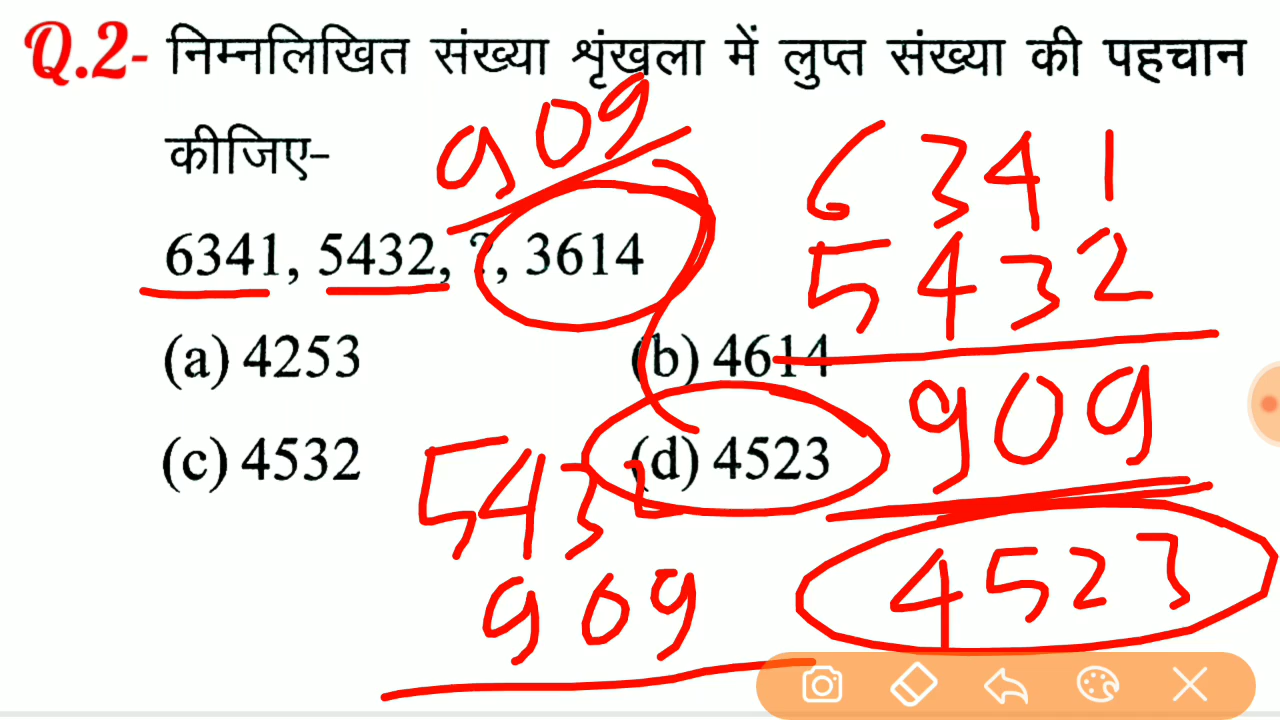 Q.2- निम्नलिखित संख्या शृंखला में लुप्त संख्या की पहचान
कीजिए-
6341, 5432, ?, 3614
(a) 4253
(b) 4614
(c) 4532
(d) 4523
909
6341
5432
909
4523
5432
909